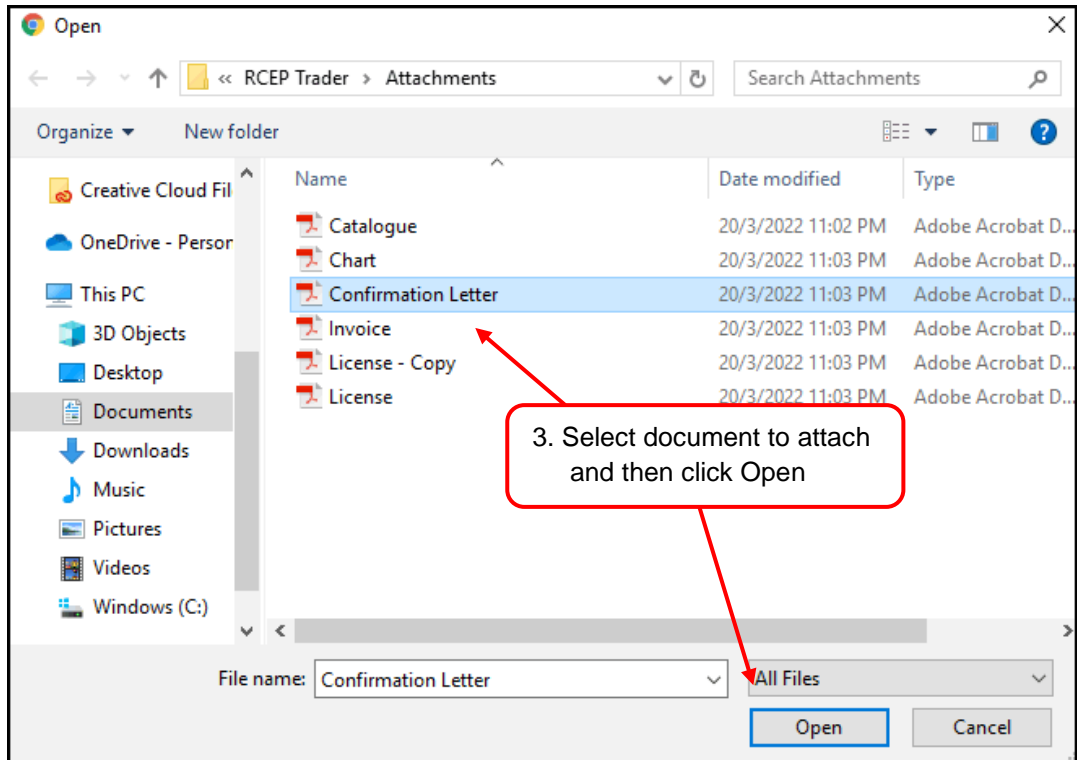 Open
« RCEP Trader › Attachments
Search Attachments
Organize
New folder
?
Name
Date modified
Type
Creative Cloud Fil
OneDrive - Person
This PC
3D Objects
Desktop
Documents
Downloads
Music
Pictures
Videos
Windows (C:)
Catalogue 20/3/2022 11:02 PM Adobe Acrobat D...
Chart 20/3/2022 11:03 PM Adobe Acrobat D...
Confirmation Letter 20/3/2022 11:03 PM Adobe Acrobat D...
Invoice 20/3/2022 11:03 PM Adobe Acrobat D...
License - Copy 20/3/2022 11:03 PM Adobe Acrobat D...
License 20/3/2022 11:03 PM Adobe Acrobat D...
3. Select document to attach
and then click Open
File name: Confirmation Letter
All Files
Open
Cancel